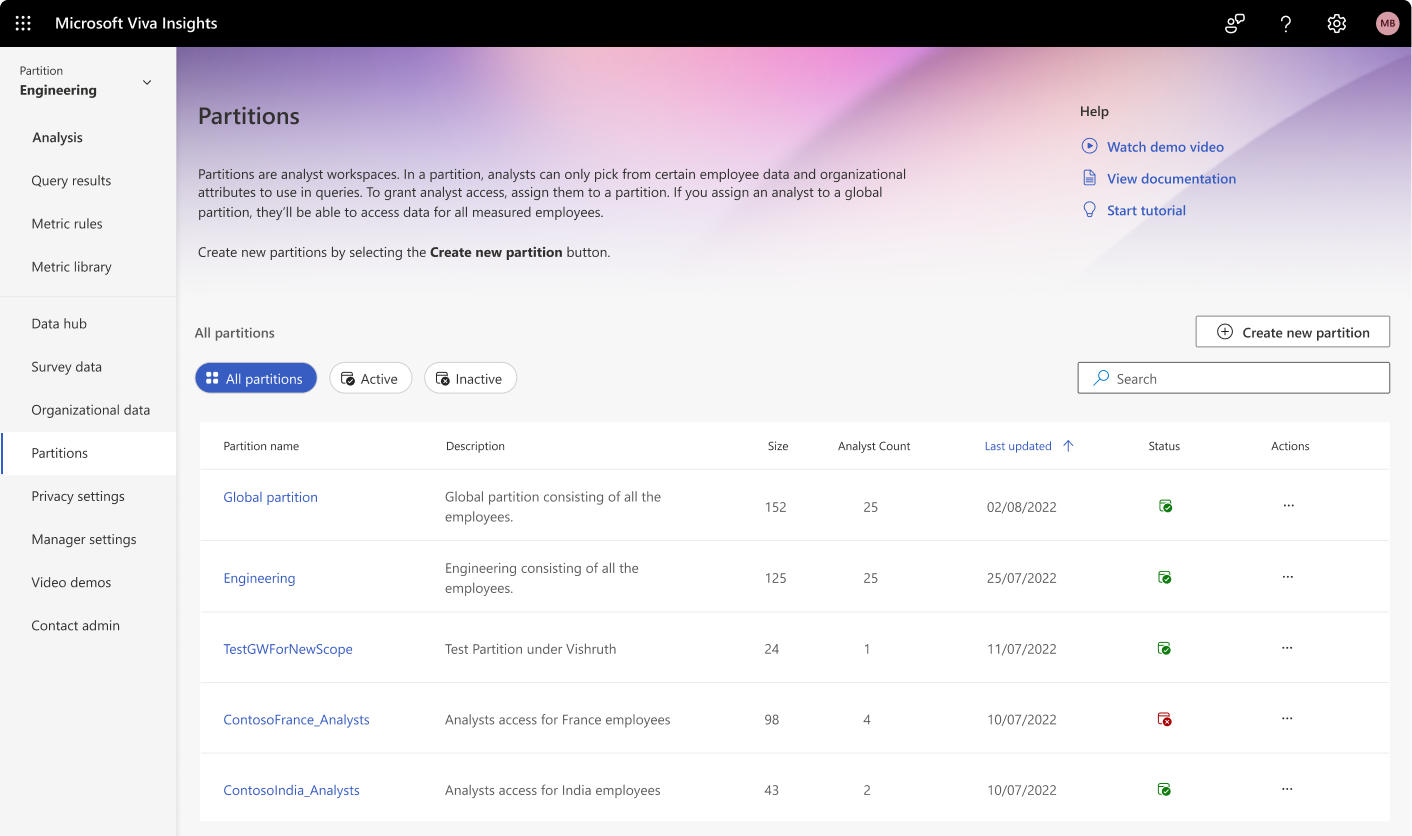 Microsoft Viva Insights
MB
Partition
Engineering
Analysis
Query results
Metric rules
Metric library
Data hub
Survey data
Organizational data
Partitions
Privacy settings
Manager settings
Video demos
Contact admin
Partitions
Partitions are analyst workspaces. In a partition, analysts can only pick from certain employee data and organizational
attributes to use in queries. To grant analyst access, assign them to a partition. If you assign an analyst to a global
partition, they'll be able to access data for all measured employees.
Create new partitions by selecting the Create new partition button.
Help
Watch demo video
View documentation
Start tutorial
All partitions
Create new partition
All partitions
Active
Inactive
Search
Partition name Description Size Analyst Count Last updated Status Actions
Global partition Global partition consisting of all the 152 25 02/08/2022 ...
employees.
Engineering Engineering consisting of all the 125 25 25/07/2022 ...
employees.
TestGWForNewScope Test Partition under Vishruth 24 1 11/07/2022 ...
ContosoFrance_Analysts Analysts access for France employees 98 4 10/07/2022 ...
ContosoIndia_Analysts Analysts access for India employees 43 2 10/07/2022 ...